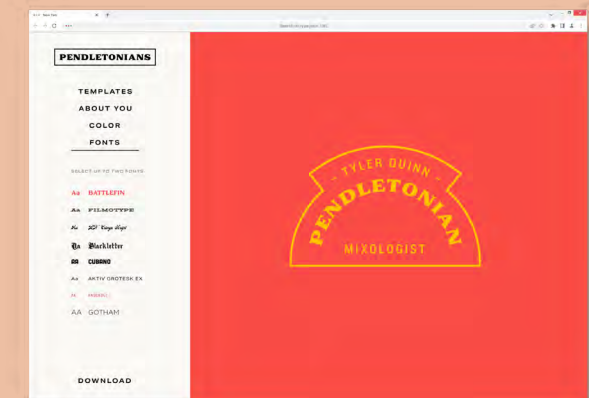 PENDLETONIANS
TEMPLATES
ABOUT YOU
COLOR
FONTS
SELECT UP TO TWO FONTS
Aa BATTLEFIN
Aa FILMOTYPE
Blackletter
AA CUBANO
Aa AKTIV GROTESK EX
AA GOTHAM
DOWNLOAD
- TYLER QUINN -
PENDLETONIAN
MIXOLOGIST